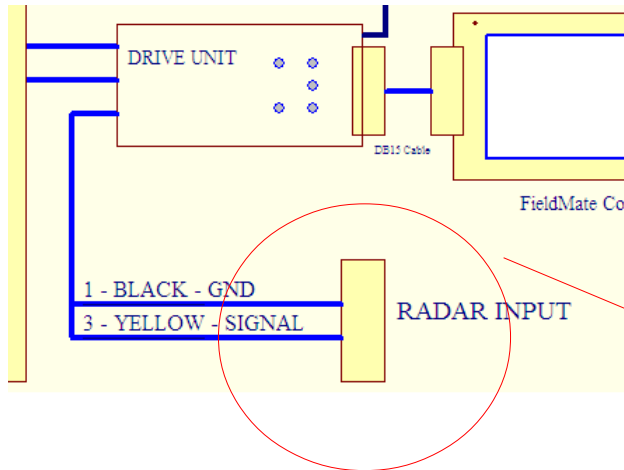 DRIVE UNIT
DB15 Cable
FieldMate Co
1 - BLACK - GND
3 - YELLOW - SIGNAL
RADAR INPUT